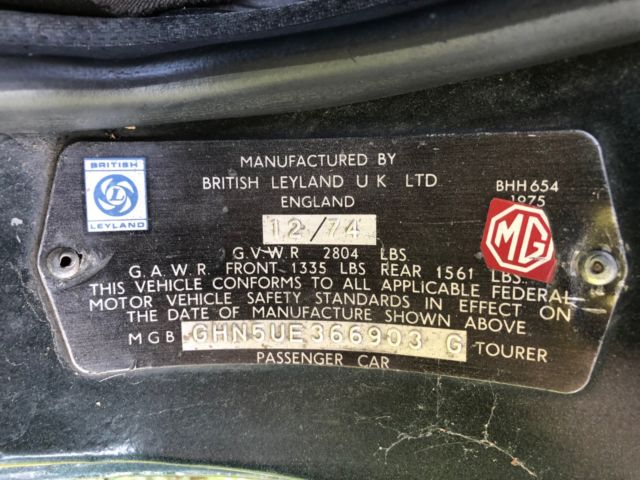 BRITISH
LEYLAND
MANUFACTURED BY
BRITISH LEYLAND U K LTD
ENGLAND
BHH 654
1975
12/74
MG
G.V.W.R 2804 LBS
G.A.W.R. FRONT 1335 LBS REAR 1561 LBS.
THIS VEHICLE CONFORMS TO ALL APPLICABLE FEDERAL
MOTOR VEHICLE SAFETY STANDARDS IN EFFECT ON
THE DATE OF MANUFACTURE SHOWN ABOVE.
MGB GHN5UE366903 G TOURER
PASSENGER CAR